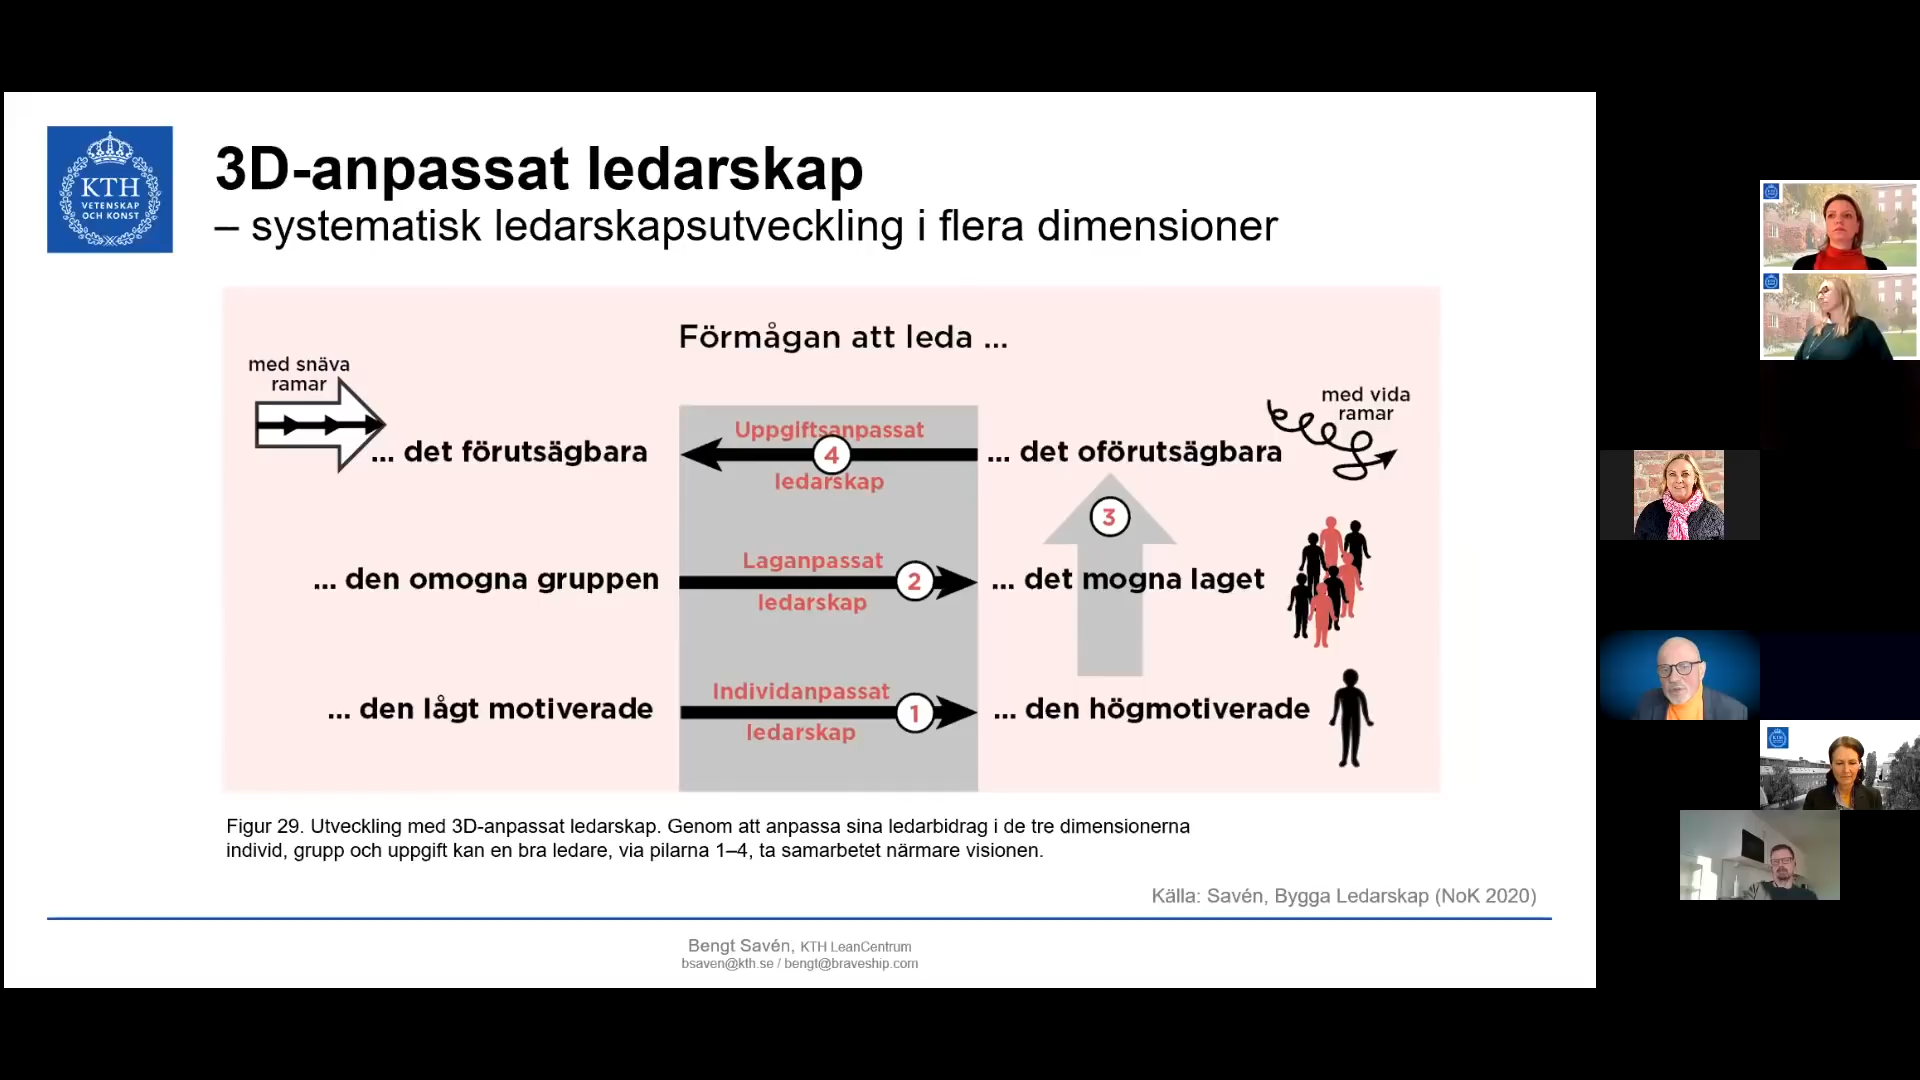 KTH
VETENSKAP
OCH KONST
3D-anpassat ledarskap
– systematisk ledarskapsutveckling i flera dimensioner
Förmågan att leda ...
med snäva
ramar
med vida
ramar
... det förutsägbara
Uppgiftsanpassat
4
ledarskap
... det oförutsägbara
3
... den omogna gruppen
Laganpassat
2
ledarskap
... det mogna laget
... den lågt motiverade
Individanpassat
1
ledarskap
... den högmotiverade
Figur 29. Utveckling med 3D-anpassat ledarskap. Genom att anpassa sina ledarbidrag i de tre dimensionerna
individ, grupp och uppgift kan en bra ledare, via pilarna 1–4, ta samarbetet närmare visionen.
Källa: Savén, Bygga Ledarskap (NoK 2020)
Bengt Savén, KTH LeanCentrum
bsaven@kth.se / bengt@braveship.com